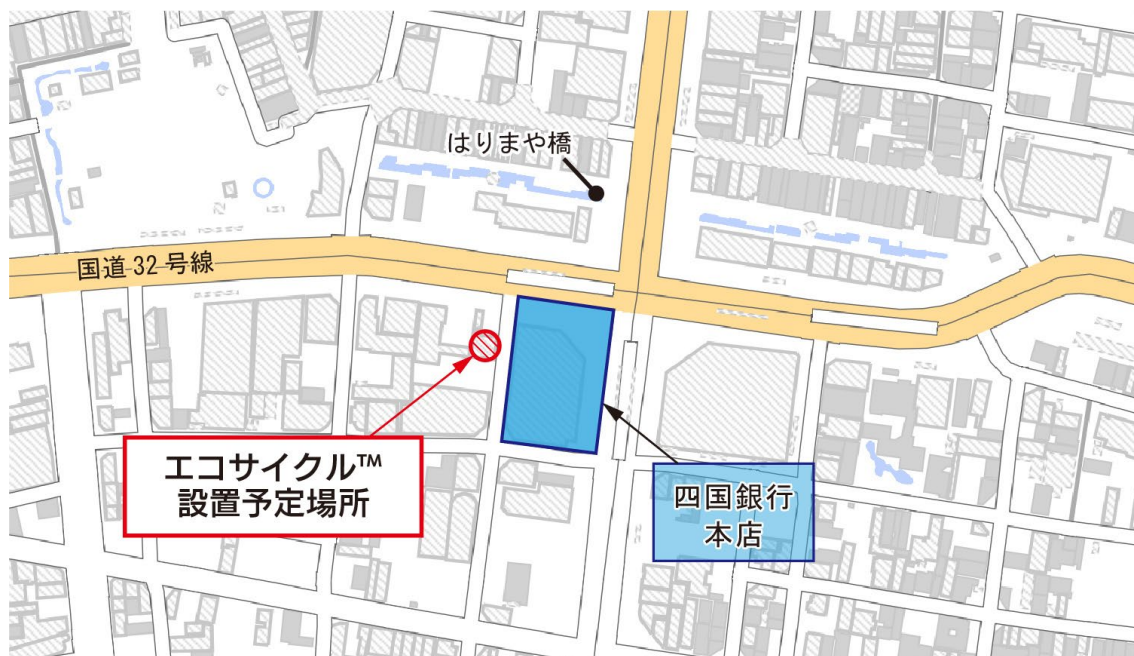 はりまや橋
国道32号線
エコサイクル™
設置予定場所
四国銀行
本店